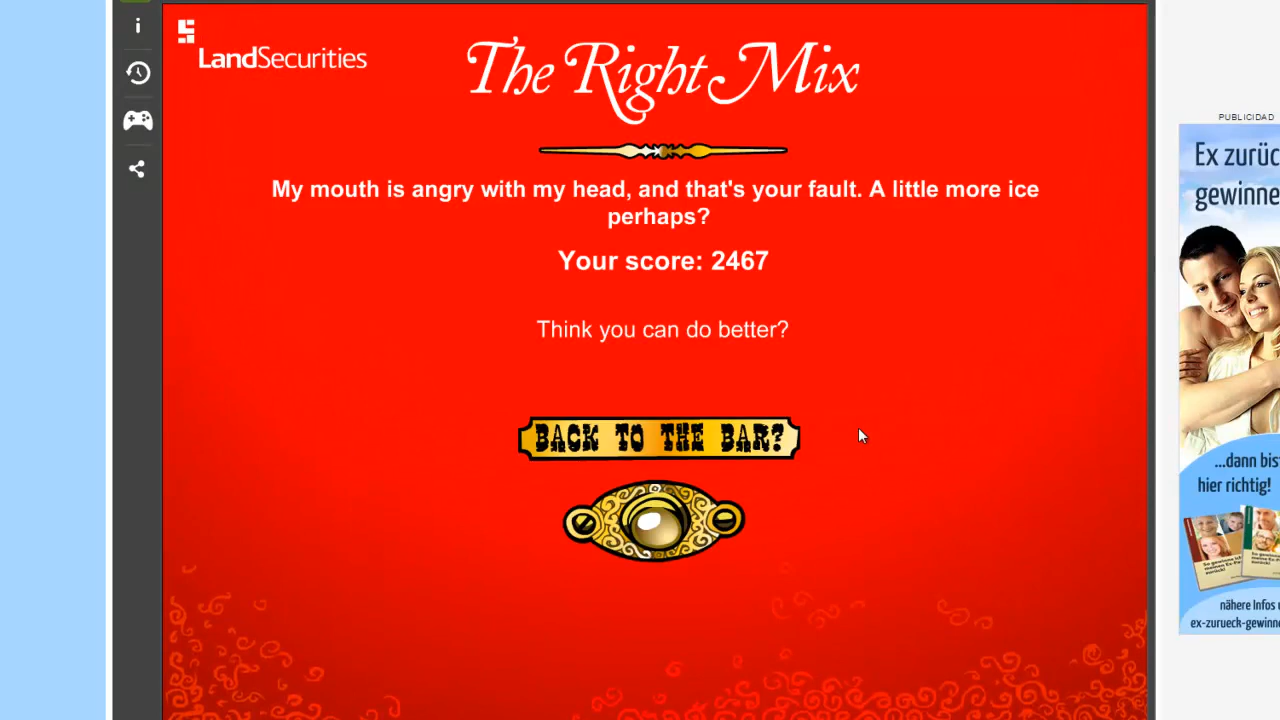 LandSecurities
The Right Mix
My mouth is angry with my head, and that's your fault. A little more ice
perhaps?
Your score: 2467
Think you can do better?
BACK TO THE BAR?
PUBLICIDAD
Ex zurüc
gewinne
...dann bis
hier richtig!
nähere Infos
ex-zurueck-gewinn